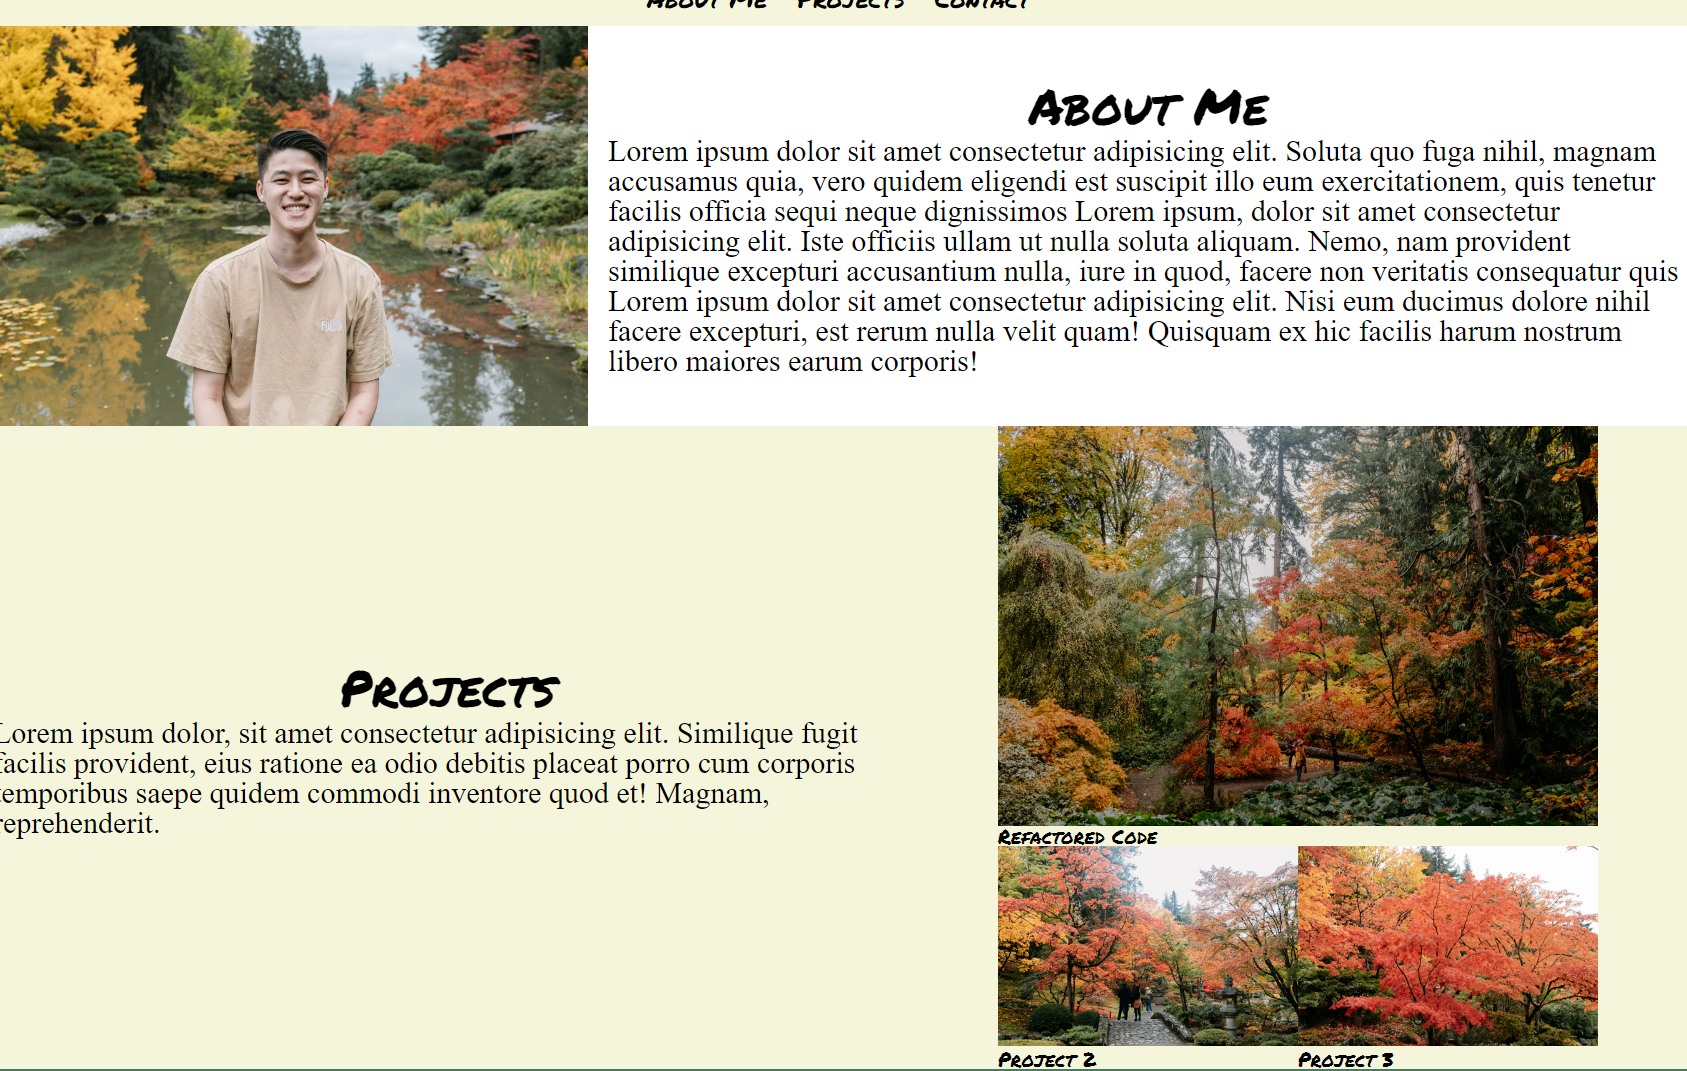 About Me Projects Contact
About Me
Lorem ipsum dolor sit amet consectetur adipisicing elit. Soluta quo fuga nihil, magnam
accusamus quia, vero quidem eligendi est suscipit illo eum exercitationem, quis tenetur
facilis officia sequi neque dignissimos Lorem ipsum, dolor sit amet consectetur
adipisicing elit. Iste officiis ullam ut nulla soluta aliquam. Nemo, nam provident
similique excepturi accusantium nulla, iure in quod, facere non veritatis consequatur quis
Lorem ipsum dolor sit amet consectetur adipisicing elit. Nisi eum ducimus dolore nihil
facere excepturi, est rerum nulla velit quam! Quisquam ex hic facilis harum nostrum
libero maiores earum corporis!
Projects
Lorem ipsum dolor, sit amet consectetur adipisicing elit. Similique fugit
facilis provident, eius ratione ea odio debitis placeat porro cum corporis
temporibus saepe quidem commodi inventore quod et! Magnam,
reprehenderit.
Refactored Code
Project 2
Project 3